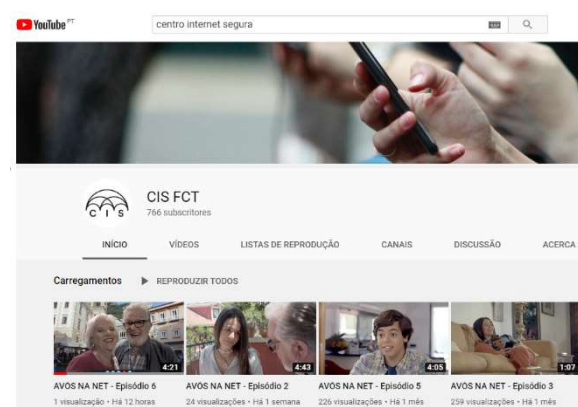 YouTube PT
centro internet segura
CIS
CIS FCT
766 subscritores
INÍCIO VÍDEOS LISTAS DE REPRODUÇÃO CANAIS DISCUSSÃO ACERCA
Carregamentos REPRODUZIR TODOS
4:21 4:43 4:05 1:07
AVÓS NA NET - Episódio 6 AVÓS NA NET - Episódio 2 AVÓS NA NET - Episódio 5 AVÓS NA NET - Episódio 3
1 visualização • Há 12 horas 24 visualizações • Há 1 semana 226 visualizações • Há 1 mês 259 visualizações • Há 1 mês